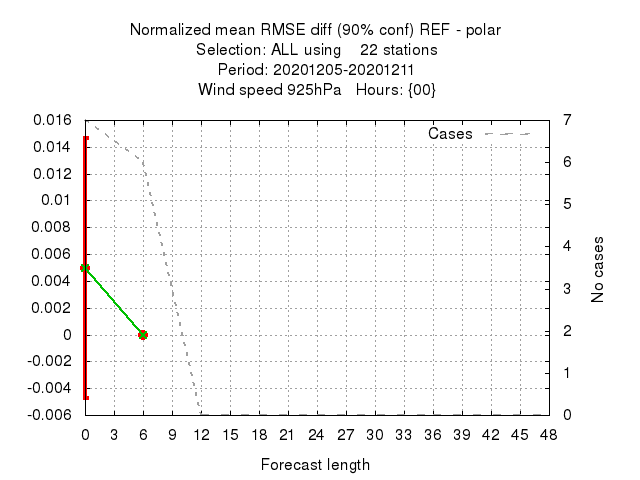 Normalized mean RMSE diff (90% conf) REF - polar
Selection: ALL using 22 stations
Period: 20201205-20201211
Wind speed 925hPa Hours: {00}
Cases
0.016
0.014
0.012
0.01
0.008
0.006
0.004
0.002
0
-0.002
-0.004
-0.006
7
6
5
4
3
2
1
0
No cases
0 3 6 9 12 15 18 21 24 27 30 33 36 39 42 45 48
Forecast length